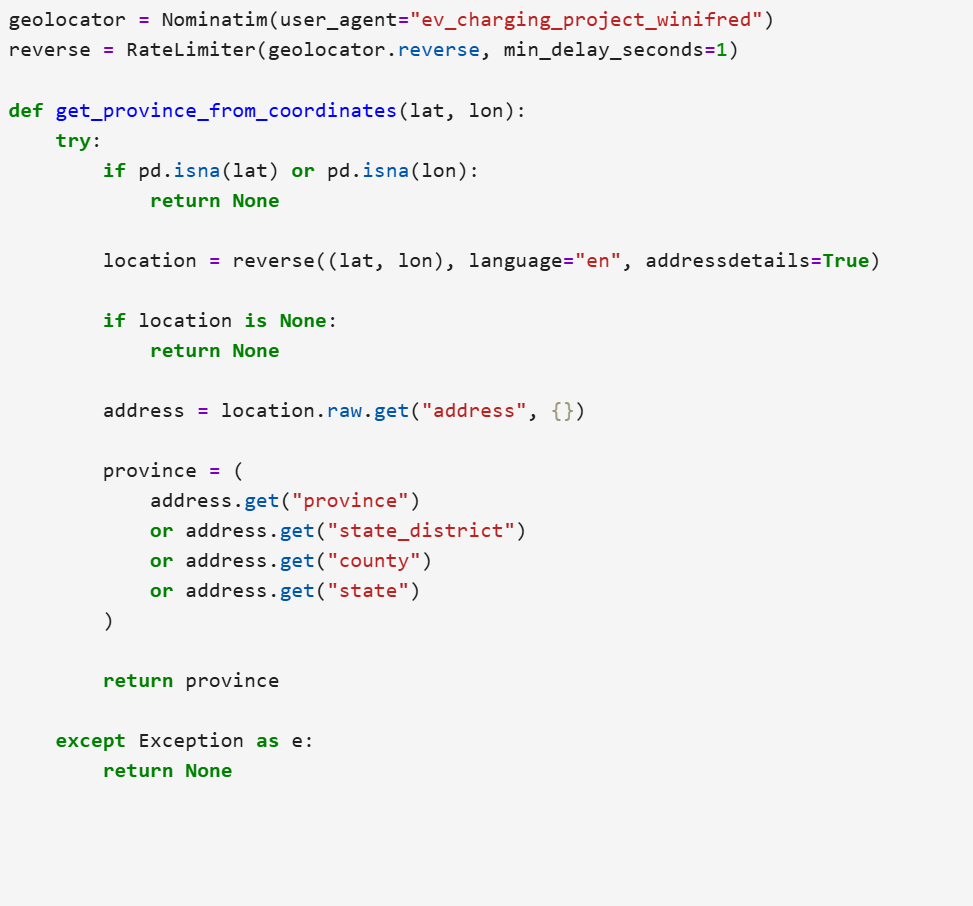 geolocator = Nominatim(user_agent="ev_charging_project_winifred")
reverse = RateLimiter(geolocator.reverse, min_delay_seconds=1)

def get_province_from_coordinates(lat, lon):
    try:
        if pd.isna(lat) or pd.isna(lon):
            return None

        location = reverse((lat, lon), language="en", addressdetails=True)

        if location is None:
            return None

        address = location.raw.get("address", {})

        province = (
            address.get("province")
            or address.get("state_district")
            or address.get("county")
            or address.get("state")
        )

        return province

    except Exception as e:
        return None